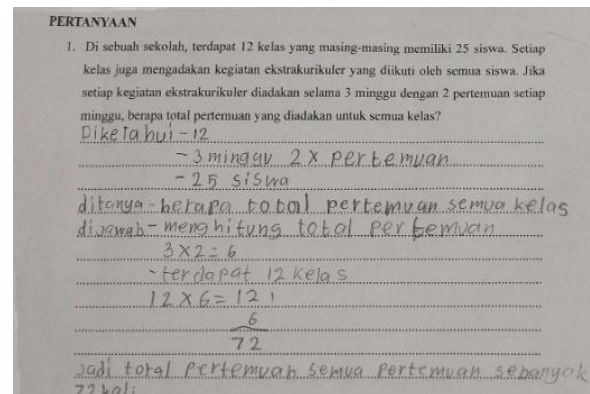 PERTANYAAN
1. Di sebuah sekolah, terdapat 12 kelas yang masing-masing memiliki 25 siswa. Setiap
kelas juga mengadakan kegiatan ekstrakurikuler yang diikuti oleh semua siswa. Jika
setiap kegiatan ekstrakurikuler diadakan selama 3 minggu dengan 2 pertemuan setiap
minggu, berapa total pertemuan yang diadakan untuk semua kelas?
Diketahui - 12
- 3 minggu 2 x pertemuan
- 25 siswa
ditanya - berapa total pertemuan semua kelas
dijawab - menghitung total pertemuan
3 x 2 = 6
- terdapat 12 kelas
12 x 6 = 12
6
72
Jadi total pertemuan semua pertemuan sebanyak
72 kali